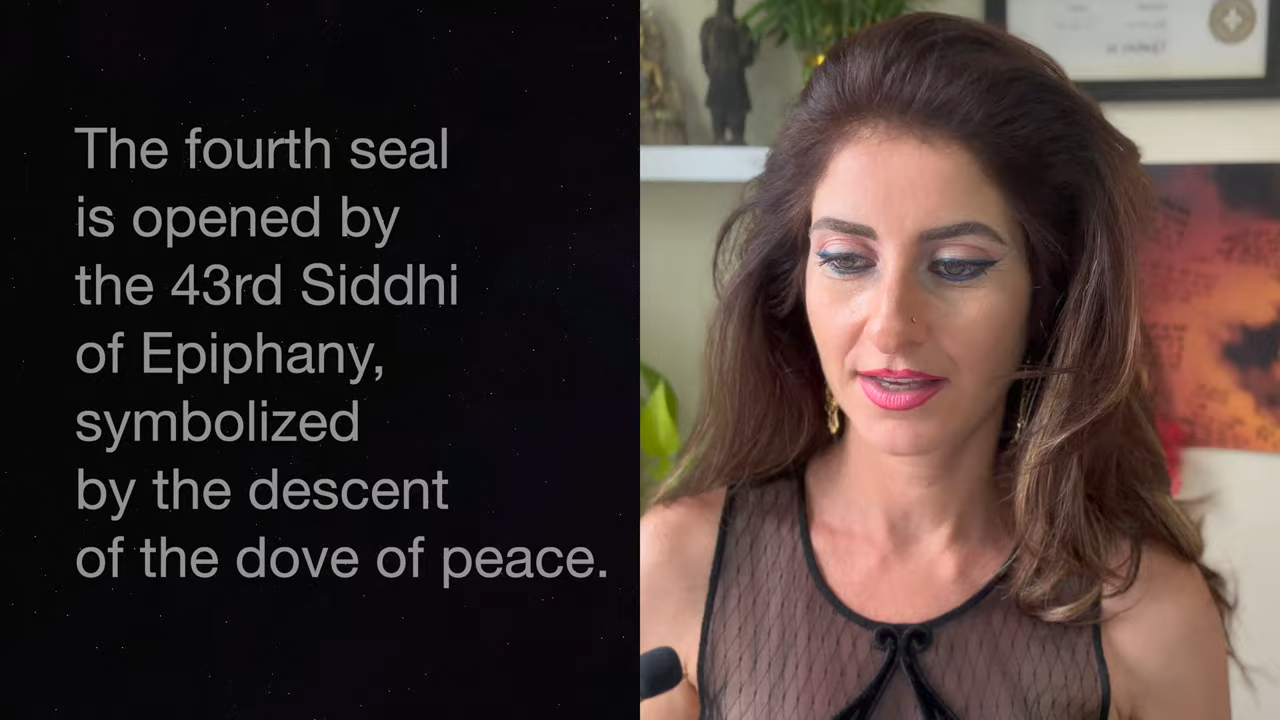 The fourth seal
is opened by
the 43rd Siddhi
of Epiphany,
symbolized
by the descent
of the dove of peace.